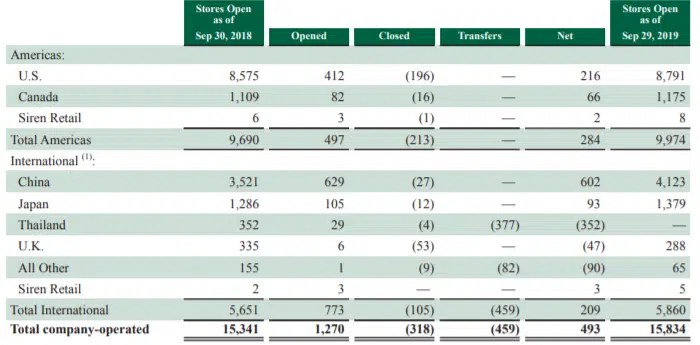 Stores Open as of Sep 30, 2018 Opened Closed Transfers Net Stores Open as of Sep 29, 2019
Americas:
U.S. 8,575 412 (196) — 216 8,791
Canada 1,109 82 (16) — 66 1,175
Siren Retail 6 3 (1) — 2 8
Total Americas 9,690 497 (213) — 284 9,974
International (1):
China 3,521 629 (27) — 602 4,123
Japan 1,286 105 (12) — 93 1,379
Thailand 352 29 (4) (377) (352) —
U.K. 335 6 (53) — (47) 288
All Other 155 1 (9) (82) (90) 65
Siren Retail 2 3 — — 3 5
Total International 5,651 773 (105) (459) 209 5,860
Total company-operated 15,341 1,270 (318) (459) 493 15,834